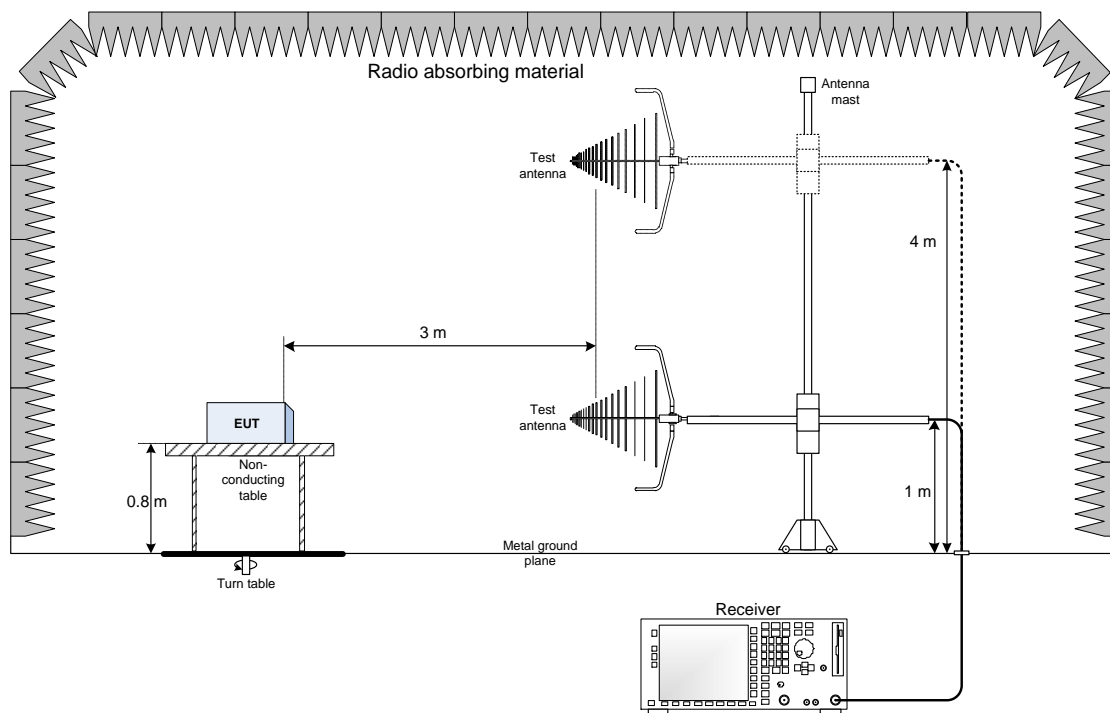 Radio absorbing material
Antenna
mast
Test
antenna
4 m
3 m
EUT
Test
antenna
Non-
conducting
table
0.8 m
1 m
Metal ground
plane
Turn table
Receiver